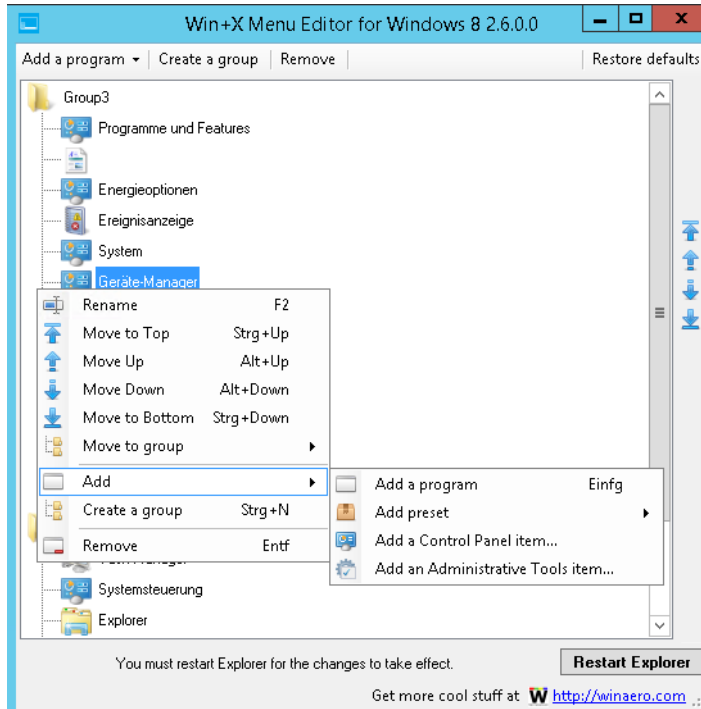 Win+X Menu Editor for Windows 8 2.6.0.0
Add a program Create a group Remove Restore defaults
Group3
Programme und Features
Energieoptionen
Ereignisanzeige
System
Geräte-Manager
Rename F2
Move to Top Strg+Up
Move Up Alt+Up
Move Down Alt+Down
Move to Bottom Strg+Down
Move to group
Add
Add a program Einfg
Create a group Strg+N
Add preset
Add a Control Panel item...
Remove Entf
Add an Administrative Tools item...
Systemsteuerung
Explorer
You must restart Explorer for the changes to take effect.
Restart Explorer
Get more cool stuff at W http://winaero.com